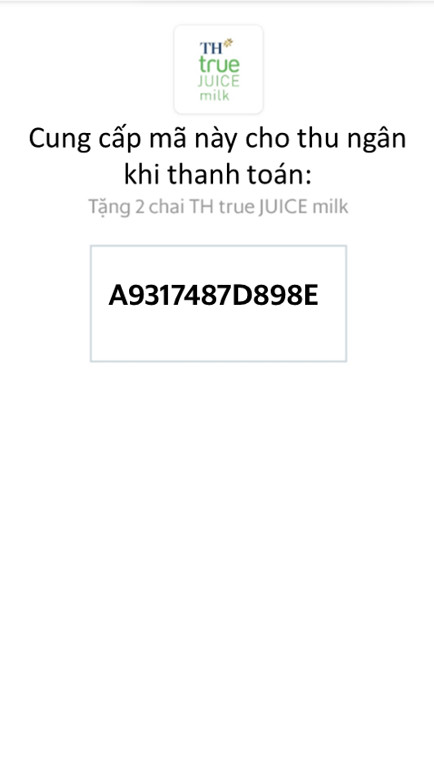 TH
true
JUICE
milk
Cung cấp mã này cho thu ngân
khi thanh toán:
Tặng 2 chai TH true JUICE milk
A9317487D898E